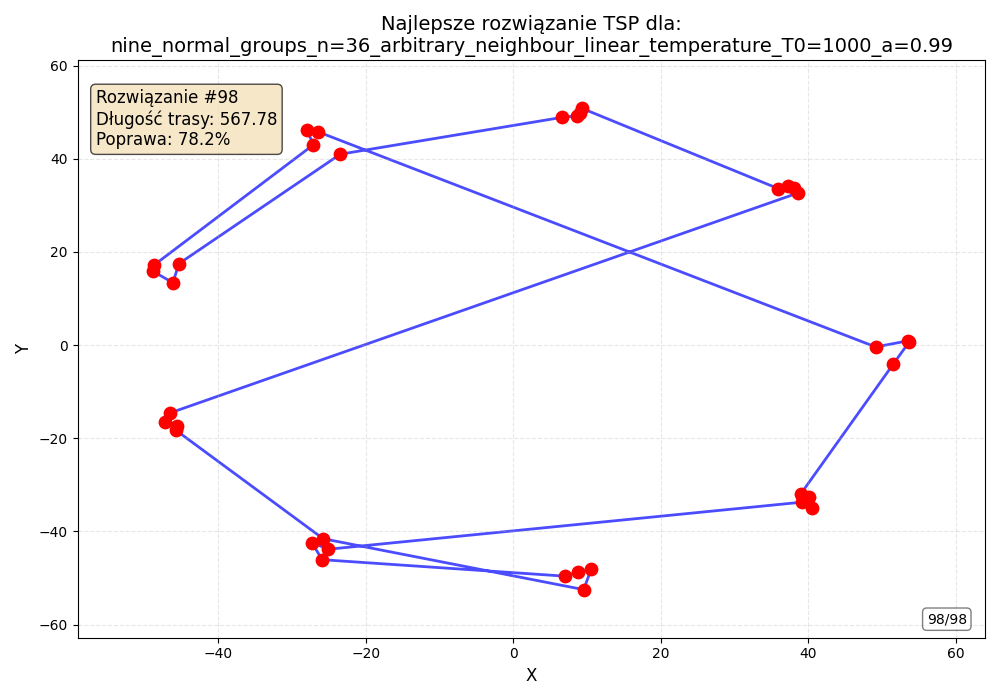 Najlepsze rozwiązanie TSP dla:
nine_normal_groups_n=36_arbitrary_neighbour_linear_temperature_T0=1000_a=0.99
Rozwiązanie #98
Długość trasy: 567.78
Poprawa: 78.2%
60
40
20
0
−20
−40
−60
Y
98/98
−40
−20
0
20
40
60
X